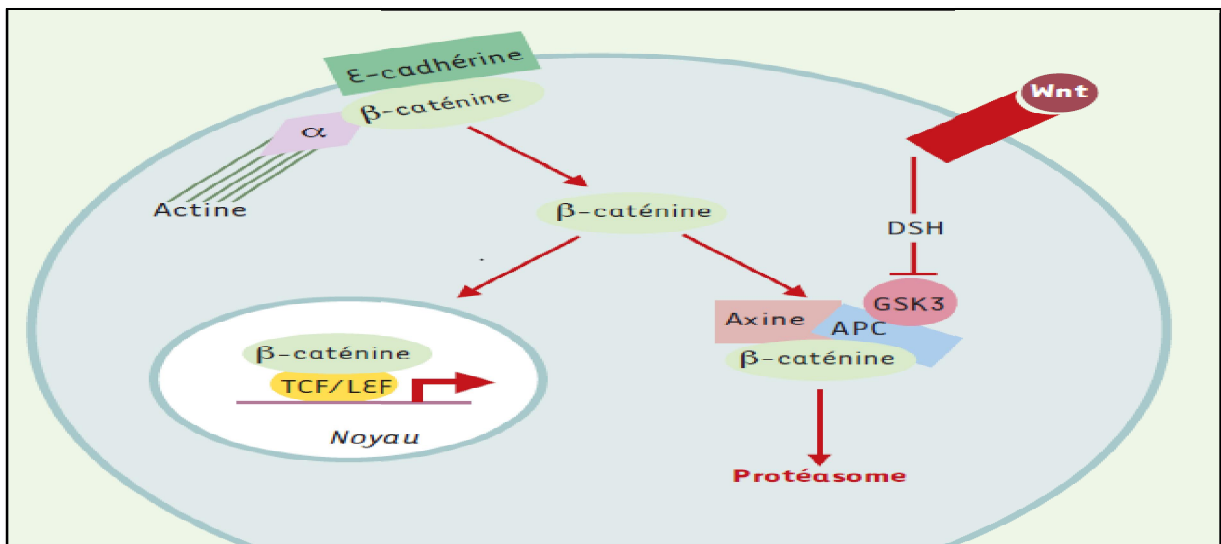 E-cadhérine
β-caténine
α
Actine
Wnt
β-caténine
DSH
GSK3
Axine
APC
β-caténine
β-caténine
TCF/LEF
Noyau
Protéasome